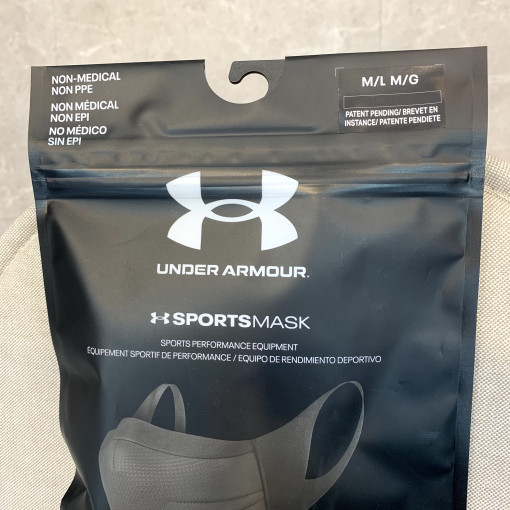 NON-MEDICAL
NON PPE
NON MÉDICAL
NON EPI
NO MÉDICO
SIN EPI
M/L M/G
PATENT PENDING/ BREVET EN
INSTANCE/ PATENTE PENDIETE
UNDER ARMOUR.
SPORTSMASK
SPORTS PERFORMANCE EQUIPMENT
ÉQUIPEMENT SPORTIF DE PERFORMANCE / EQUIPO DE RENDIMIENTO DEPORTIVO